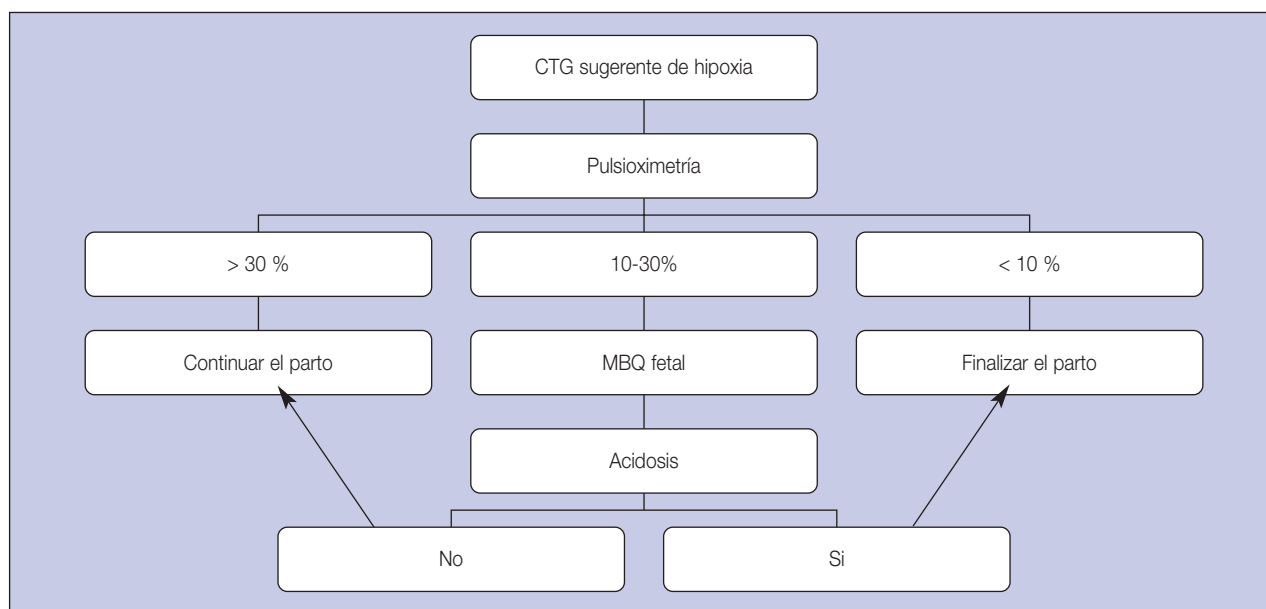 CTG sugerente de hipoxia
Pulsioximetría
> 30 %
10-30%
< 10 %
Continuar el parto
MBQ fetal
Finalizar el parto
Acidosis
No
Si